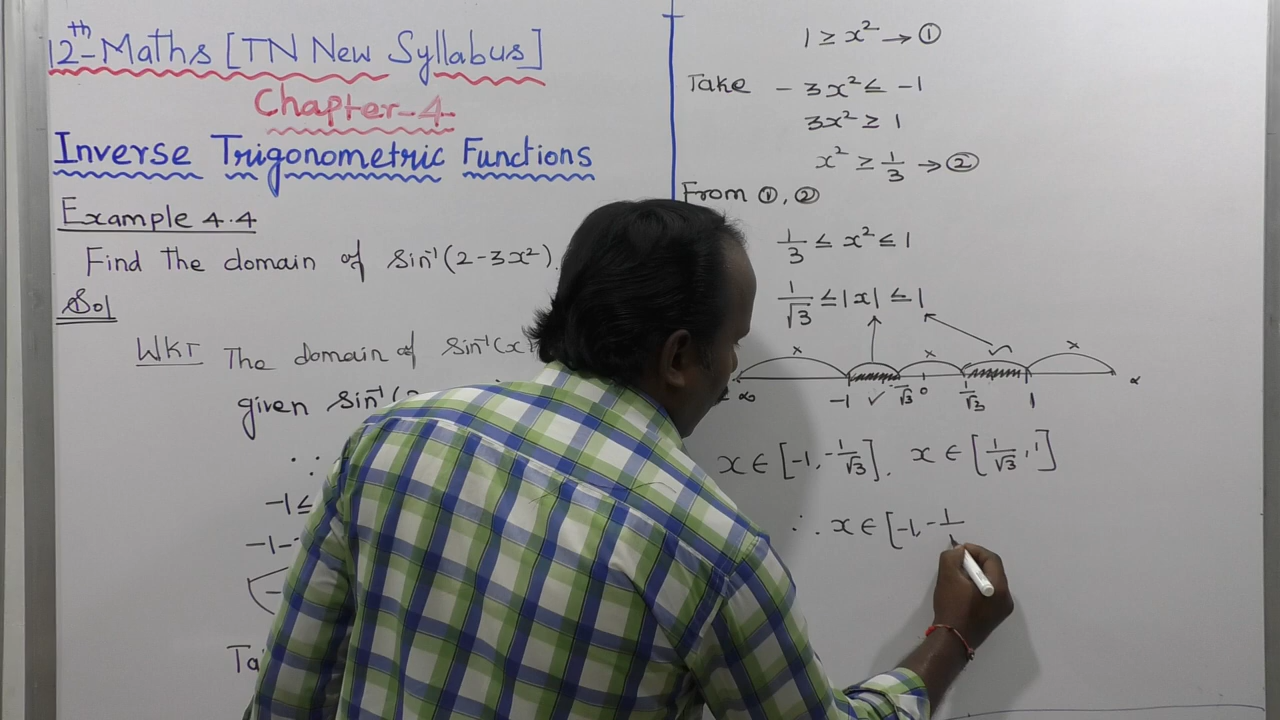 12th-Maths [TN New Syllabus]
Chapter-4
Inverse Trigonometric Functions
Example 4.4
Find the domain of sin⁻¹(2-3x²).
Sol
WKT The domain of sin⁻¹(x)
given sin⁻¹(
∴
-1≤
-1-
Ta
1 ≥ x² → ①
Take -3x² ≤ -1
3x² ≥ 1
x² ≥ 1/3 → ②
From ①, ②
1/3 ≤ x² ≤ 1
1/√3 ≤ |x| ≤ 1
x x ✓ x
∞ -1 ✓ -1/√3 0 1/√3 1 ∞
x ∈ [-1, -1/√3], x ∈ [1/√3, 1]
∴ x ∈ [-1, -1/